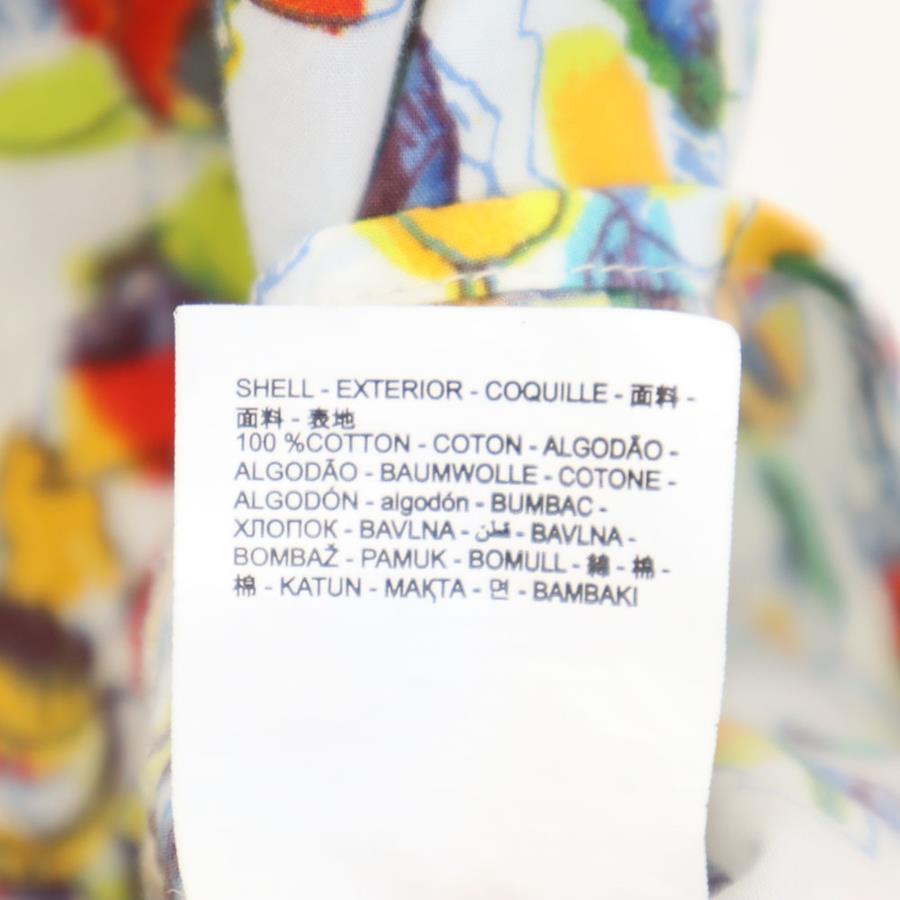 SHELL - EXTERIOR - COQUILLE - 面料 -
面料 - 表地
100 %COTTON - COTON - ALGODÃO -
ALGODÃO - BAUMWOLLE - COTONE -
ALGODÓN - algodón - BUMBAC -
ХЛОПОК - BAVLNA - قطن - BAVLNA -
BOMBAŽ - PAMUK - BOMULL - 綿 - 棉 -
棉 - KATUN - МАҚТА - 면 - BAMBAKI